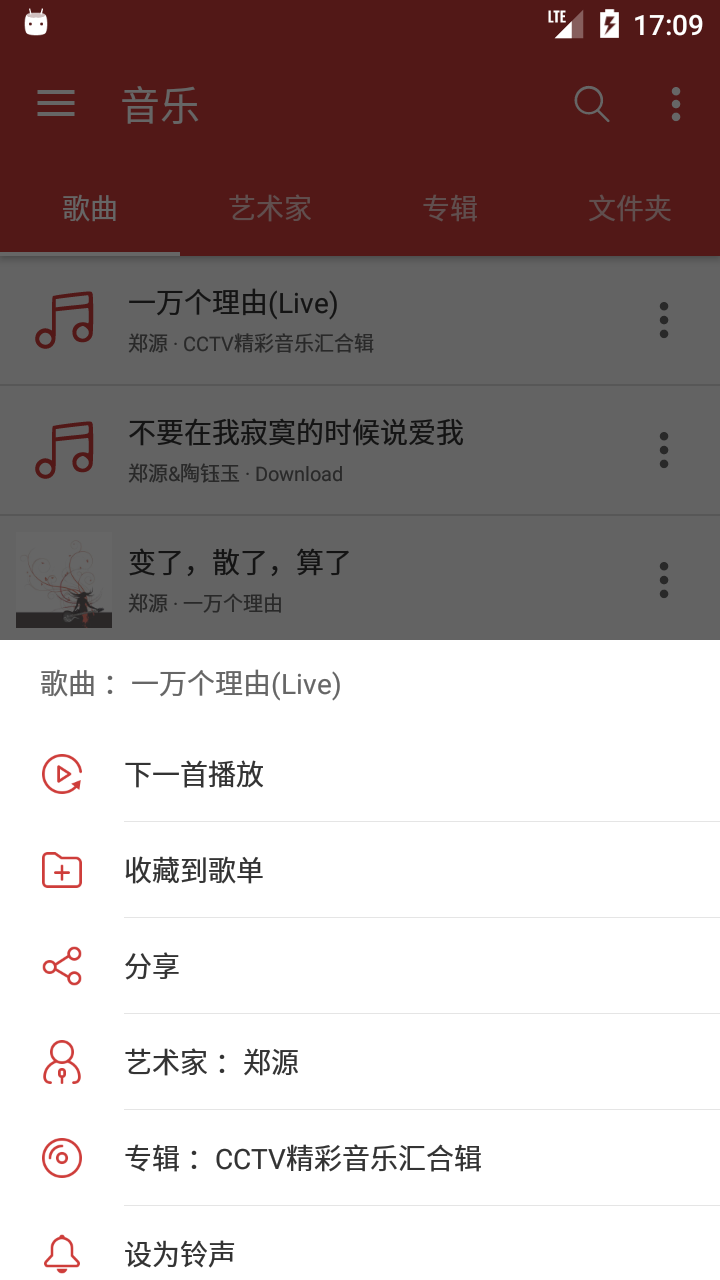 LTE 17:09
音乐
歌曲 艺术家 专辑 文件夹
一万个理由(Live)
郑源 · CCTV精彩音乐汇合辑
不要在我寂寞的时候说爱我
郑源&陶钰玉 · Download
变了，散了，算了
郑源 · 一万个理由
歌曲： 一万个理由(Live)
下一首播放
收藏到歌单
分享
艺术家： 郑源
专辑： CCTV精彩音乐汇合辑
设为铃声